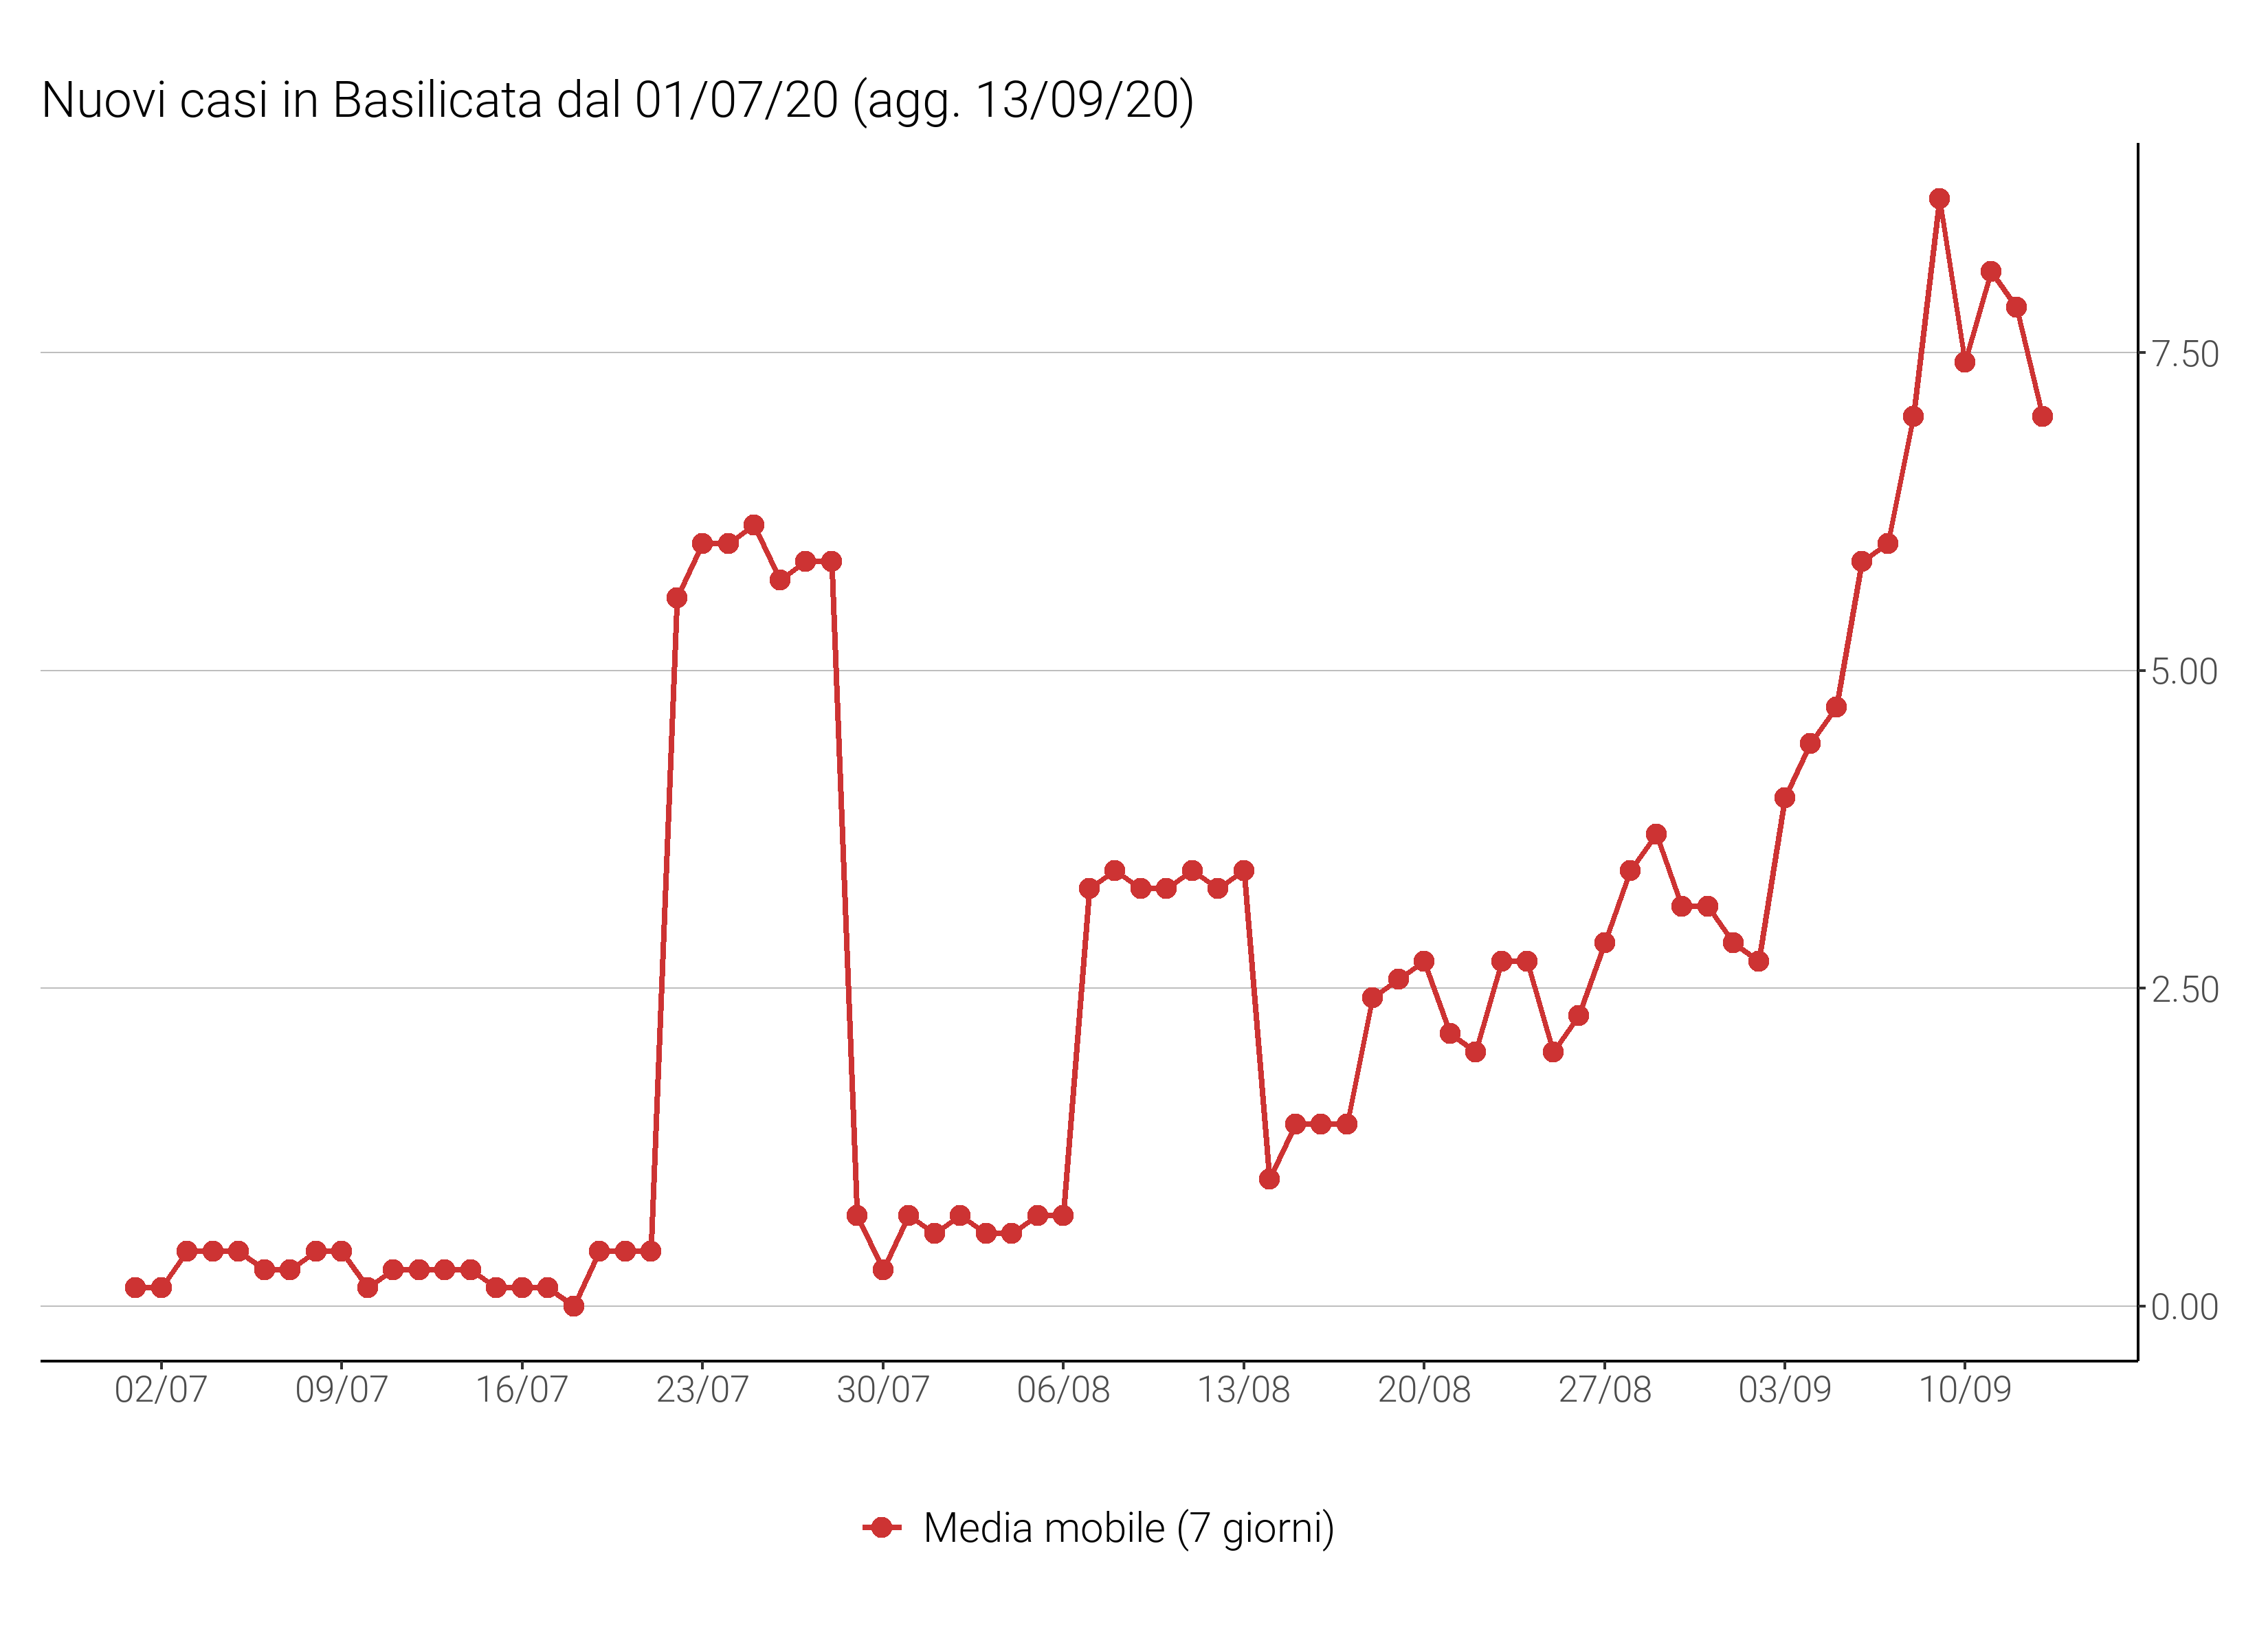 Nuovi casi in Basilicata dal 01/07/20 (agg. 13/09/20)
7.50
5.00
2.50
0.00
02/07 09/07 16/07 23/07 30/07 06/08 13/08 20/08 27/08 03/09 10/09
Media mobile (7 giorni)